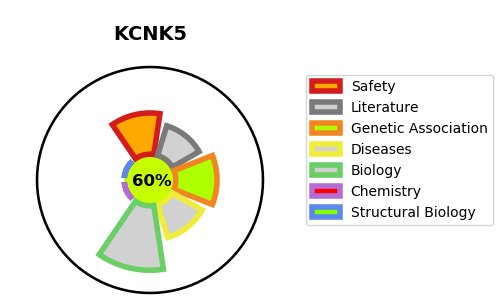 KCNK5
60%
Safety
Literature
Genetic Association
Diseases
Biology
Chemistry
Structural Biology